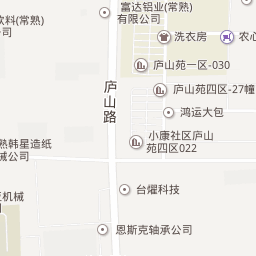 富达铝业(常熟)
有限公司
饮料(常熟)
司
洗衣房
农心
庐山苑一区-030
庐山路
庐山苑四区-27幢
鸿运大包
小康社区庐山
苑四区022
熟韩星造纸
械公司
台燿科技
机械
司
恩斯克轴承公司